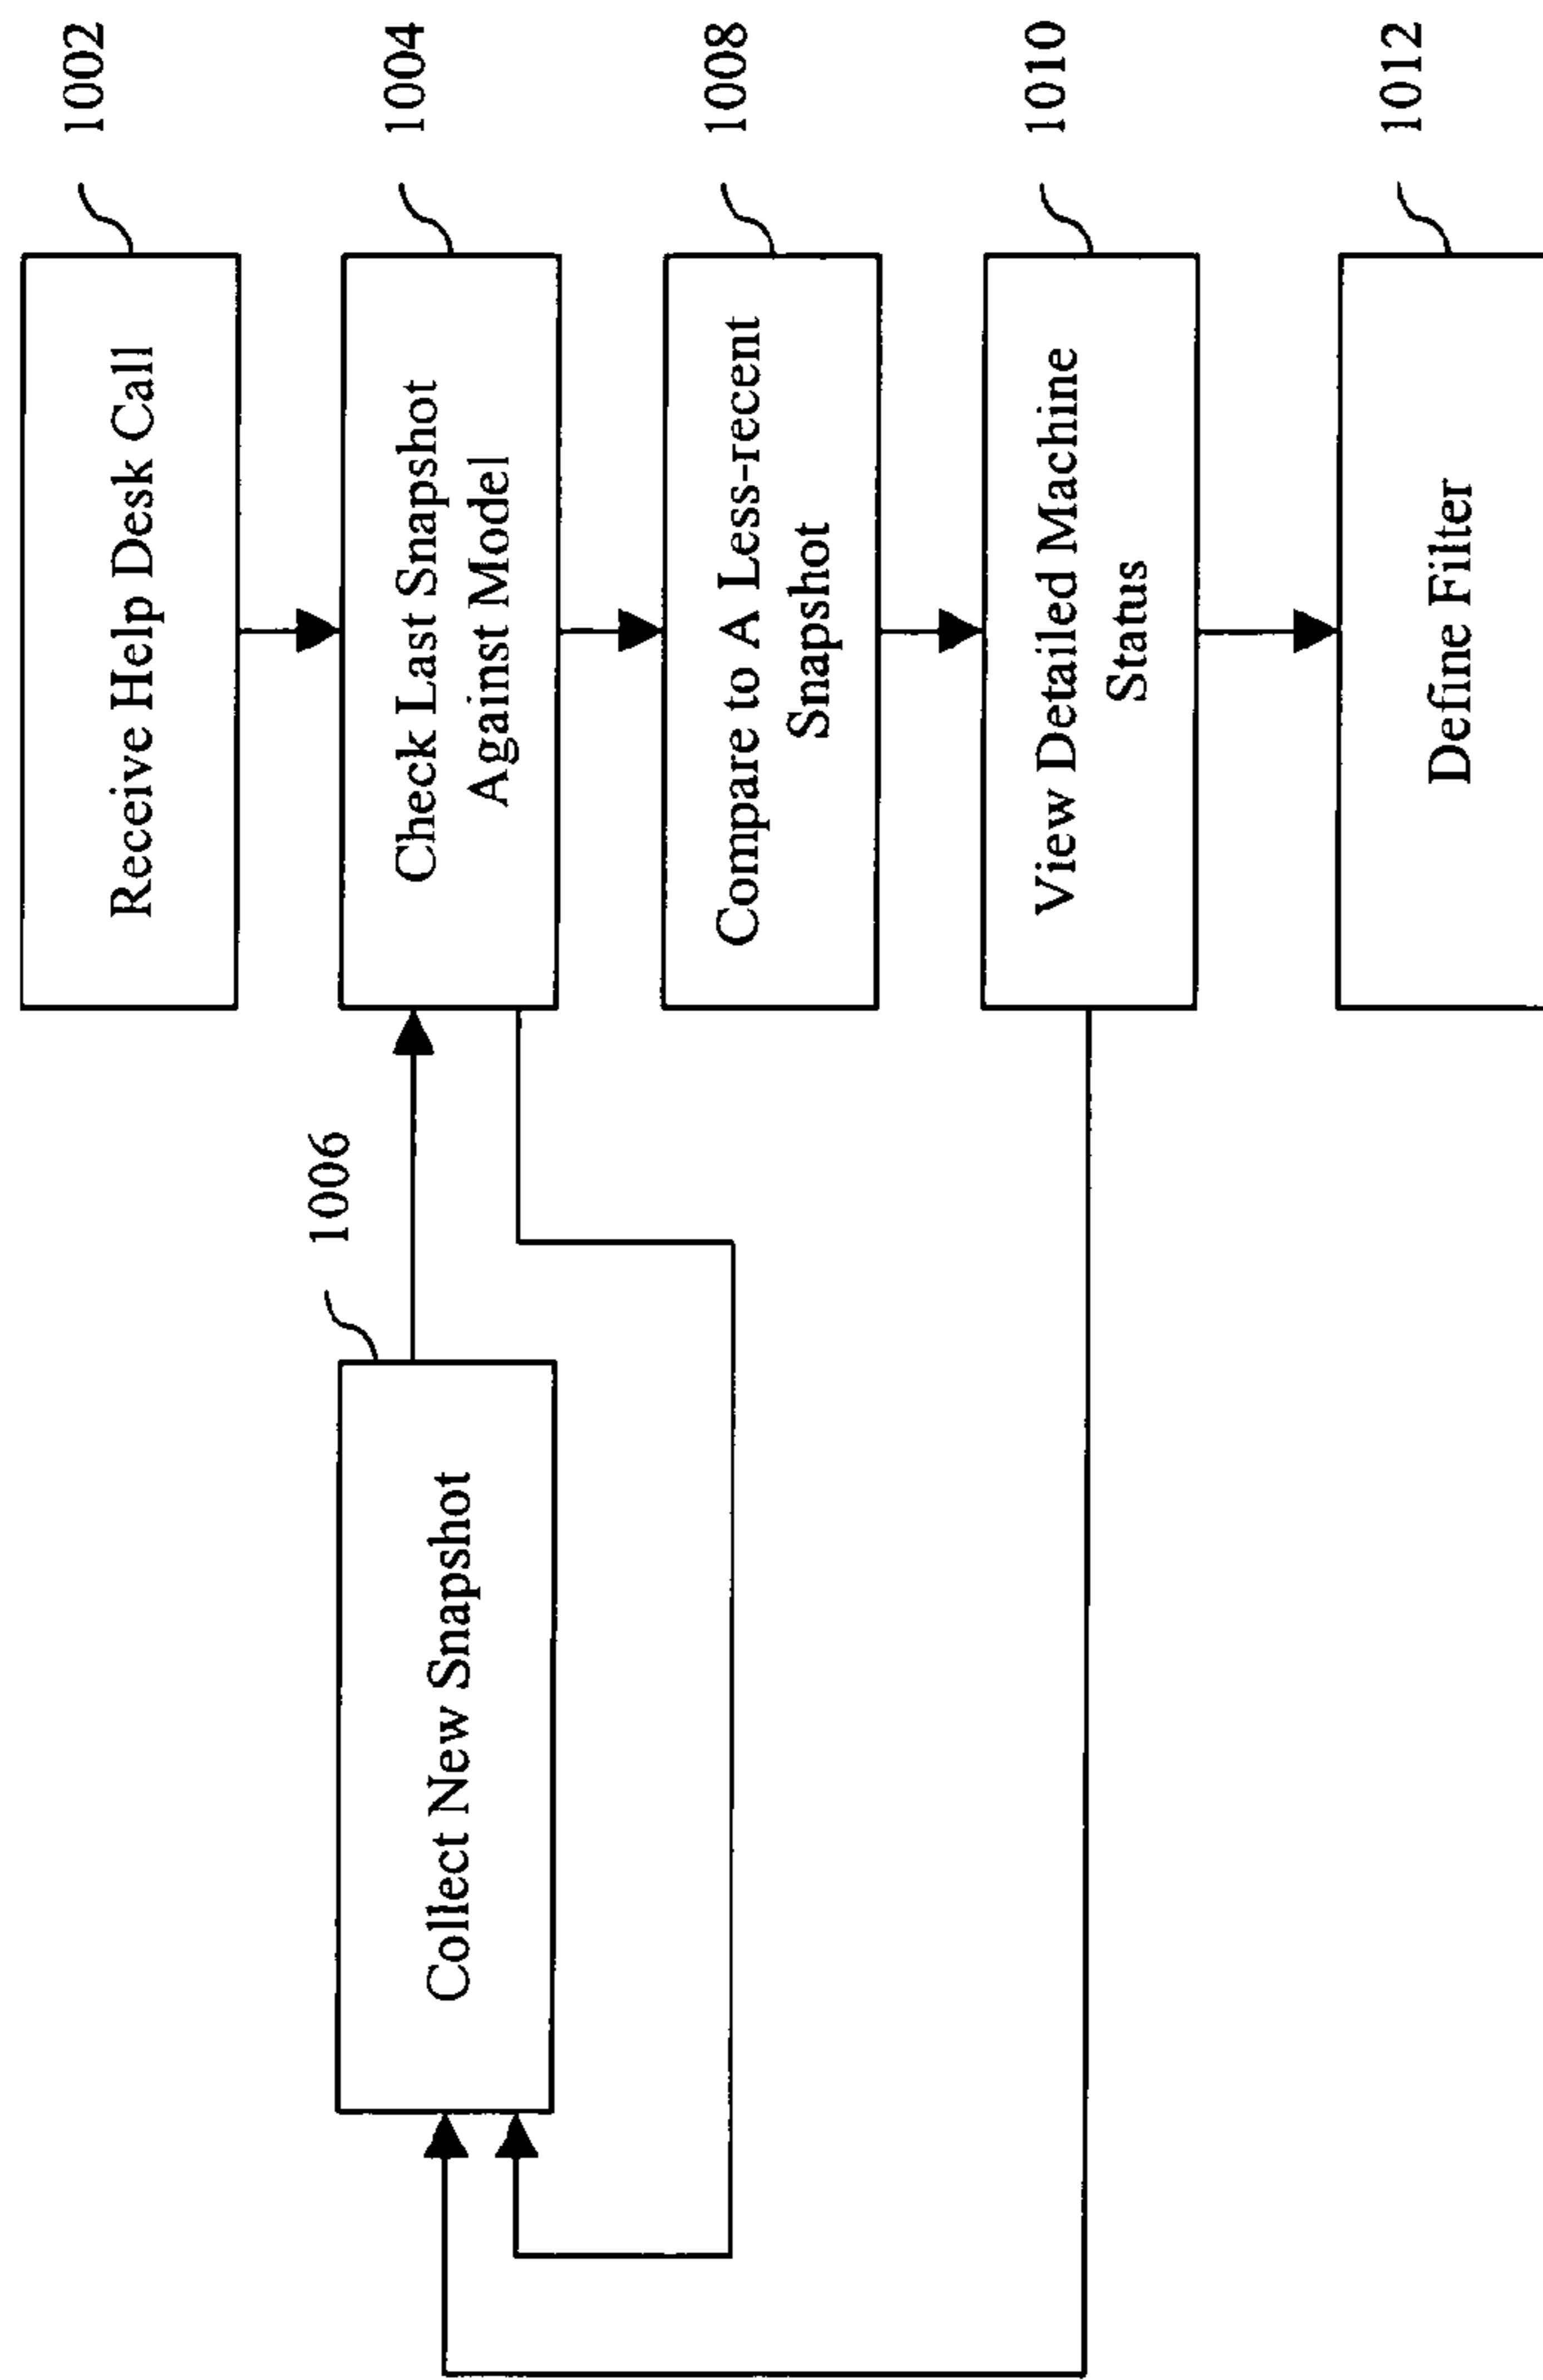 Receive Help Desk Call
1002
Check Last Snapshot
Against Model
1004
Collect New Snapshot
1006
Compare to A Less-recent
Snapshot
1008
View Detailed Machine
Status
1010
Define Filter
1012